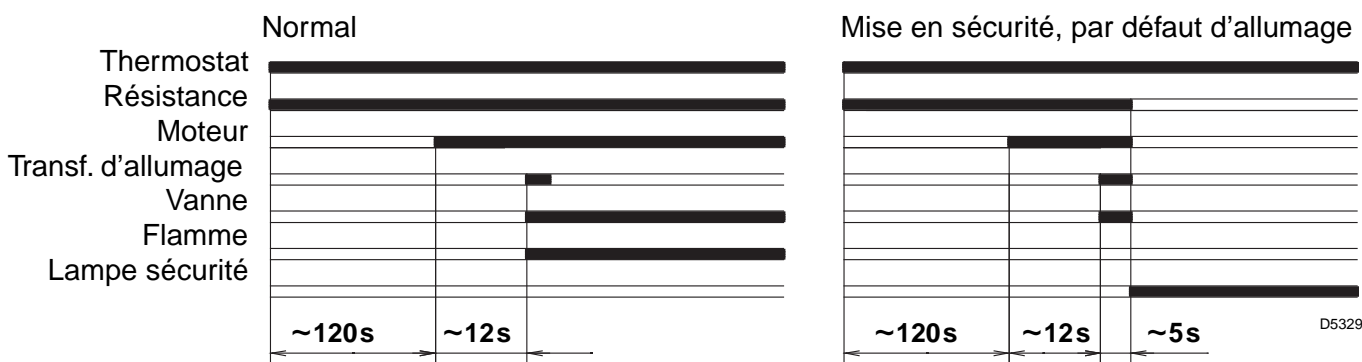 Normal
Mise en sécurité, par défaut d'allumage
Thermostat
Résistance
Moteur
Transf. d'allumage
Vanne
Flamme
Lampe sécurité
~120s
~12s
~120s
~12s
~5s
D5329